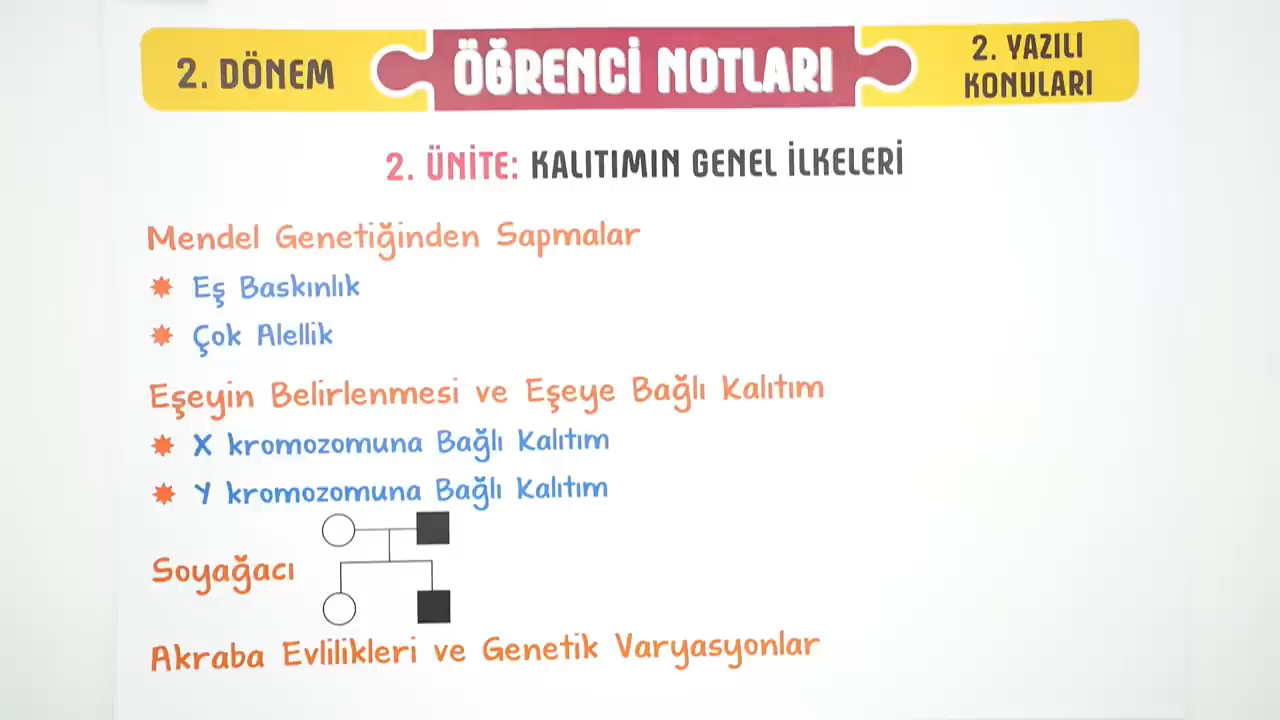 2. DÖNEM
ÖĞRENCİ NOTLARI
2. YAZILI
KONULARI
2. ÜNİTE: KALITIMIN GENEL İLKELERİ
Mendel Genetiğinden Sapmalar
Eş Baskınlık
Çok Alellik
Eşeyin Belirlenmesi ve Eşeye Bağlı Kalıtım
X kromozomuna Bağlı Kalıtım
Y kromozomuna Bağlı Kalıtım
Soyağacı
Akraba Evlilikleri ve Genetik Varyasyonlar